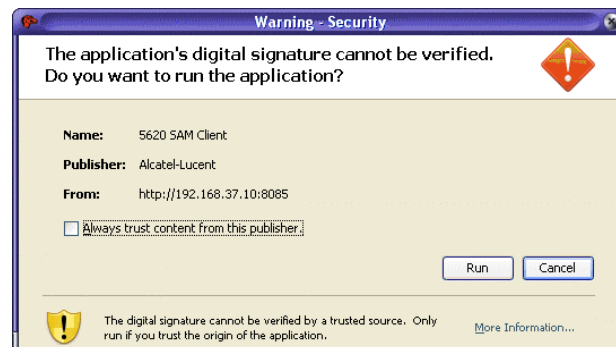 Warning - Security
The application's digital signature cannot be verified.
Do you want to run the application?
Name: 5620 SAM Client
Publisher: Alcatel-Lucent
From: http://192.168.37.10:8085
Always trust content from this publisher.
Run Cancel
The digital signature cannot be verified by a trusted source. Only
run if you trust the origin of the application.
More Information...